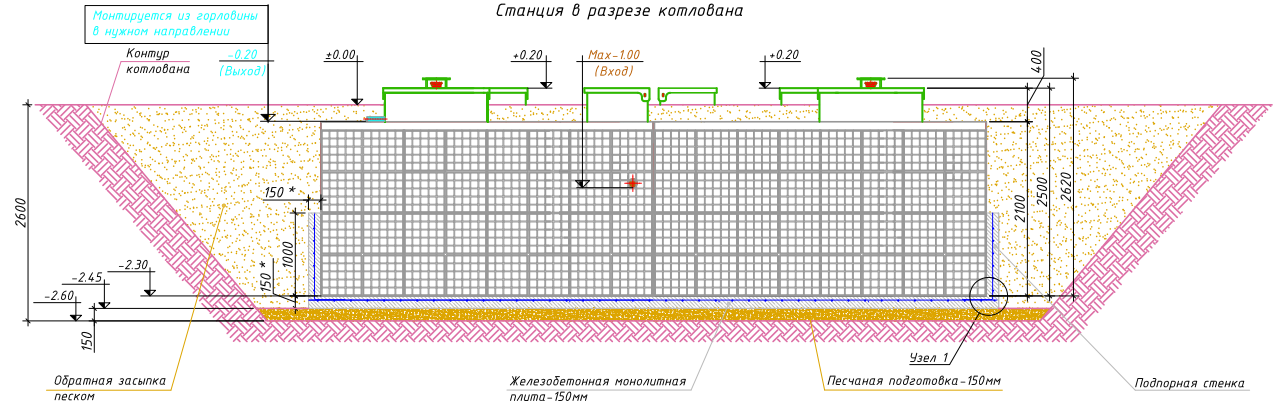 Станция в разрезе котлована
Монтируется из горловины
в нужном направлении
Контур
котлована
-0.20
(Выход)
±0.00
+0.20
Max-1.00
(Вход)
+0.20
400
2600
150 *
1000
150 *
2100
2500
2620
-2.30
-2.45
-2.60
150
Узел 1
Обратная засыпка
песком
Железобетонная монолитная
плита-150мм
Песчаная подготовка-150мм
Подпорная стенка